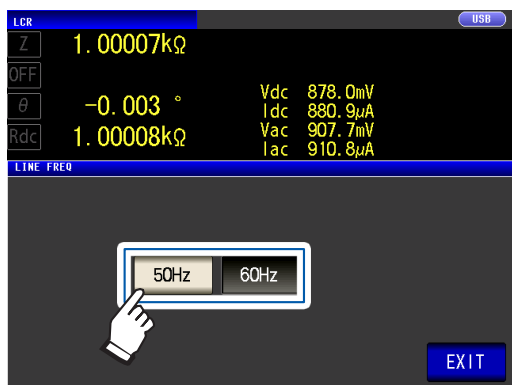 LCR USB
Z 1.00007kΩ
OFF
θ -0.003 °
Rdc 1.00008kΩ
Vdc 878.0mV
Idc 880.9μA
Vac 907.7mV
Iac 910.8μA
LINE FREQ
50Hz 60Hz
EXIT